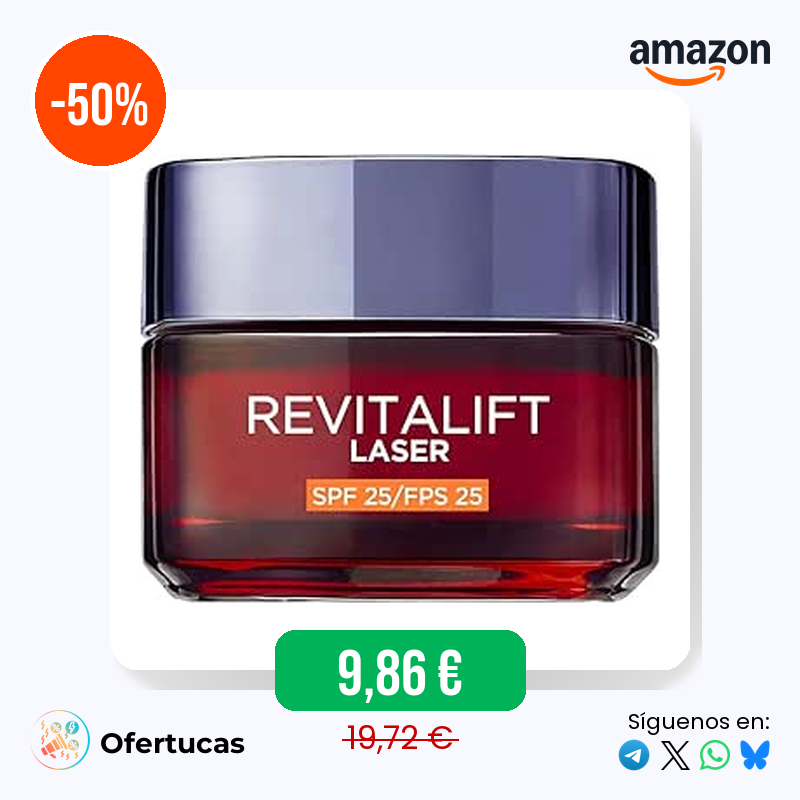 -50%
amazon
REVITALIFT
LASER
SPF 25/FPS 25
9,86 €
19,72 €
Ofertucas
Síguenos en: